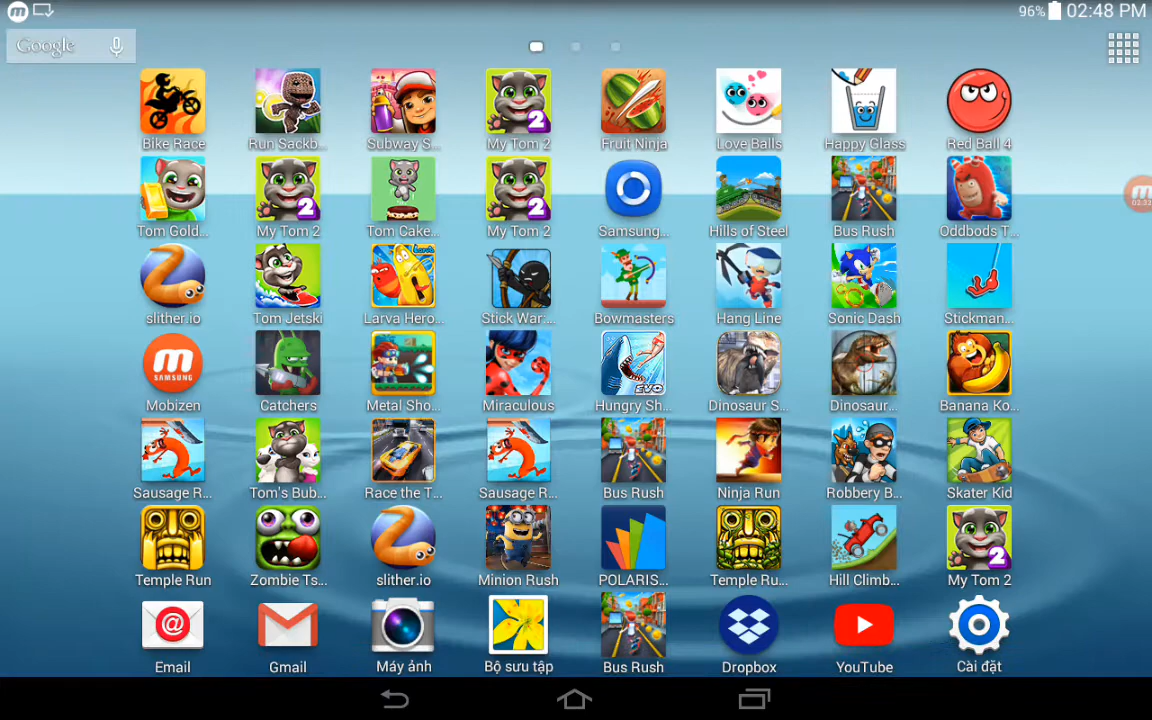 96% 02:48 PM
Google
Bike Race Run Sackb... Subway S... My Tom 2 Fruit Ninja Love Balls Happy Glass Red Ball 4
02:32
Tom Gold... My Tom 2 Tom Cake... My Tom 2 Samsung... Hills of Steel Bus Rush Oddbods T...
slither.io Tom Jetski Larva Hero... Stick War:... Bowmasters Hang Line Sonic Dash Stickman...
SAMSUNG
EVO
Mobizen Catchers Metal Sho... Miraculous Hungry Sh... Dinosaur S... Dinosaur... Banana Ko...
Sausage R... Tom's Bub... Race the T... Sausage R... Bus Rush Ninja Run Robbery B... Skater Kid
Temple Run Zombie Ts... slither.io Minion Rush POLARIS... Temple Ru... Hill Climb... My Tom 2
Email Gmail Máy ảnh Bộ sưu tập Bus Rush Dropbox YouTube Cài đặt